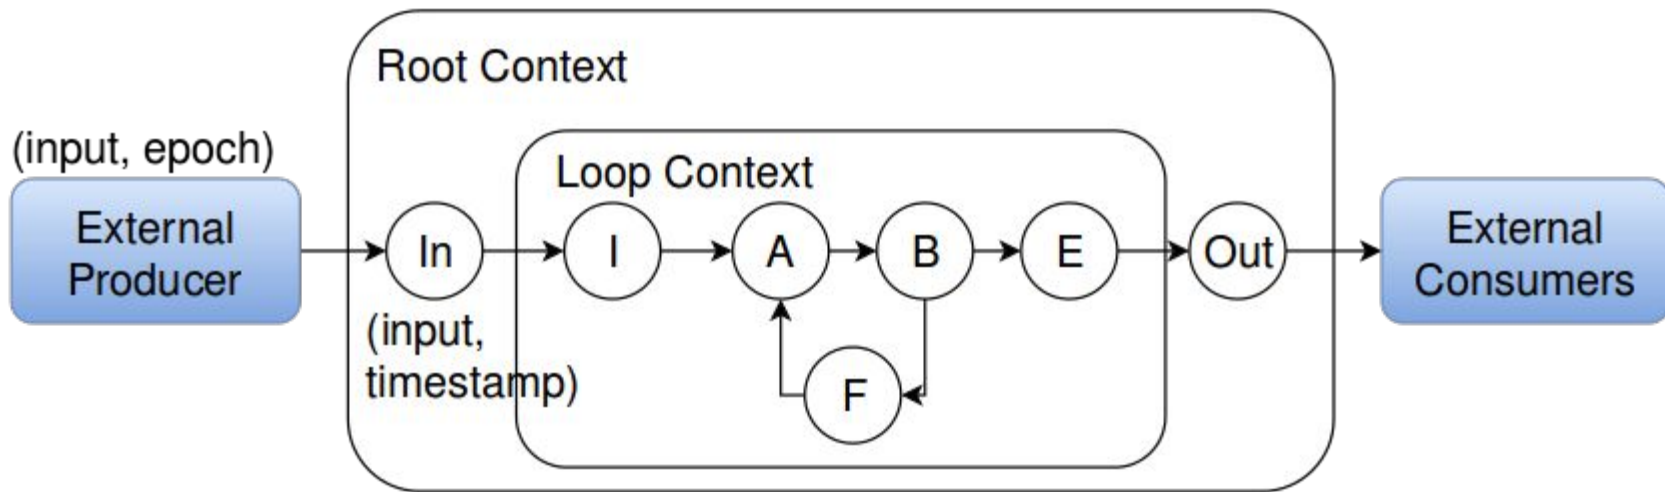 Root Context
(input, epoch)
Loop Context
External
Producer
In
I
A
B
E
Out
External
Consumers
(input,
timestamp)
F